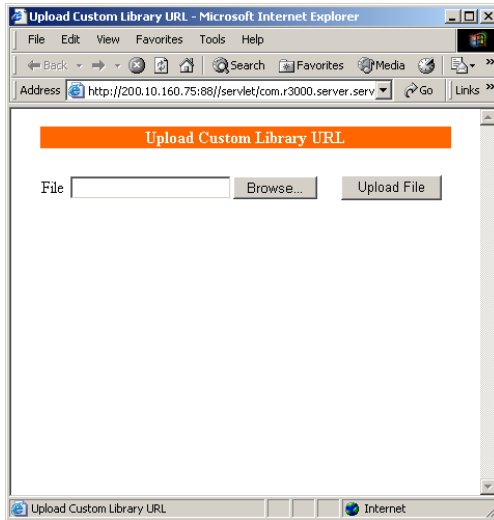 Upload Custom Library URL - Microsoft Internet Explorer
File Edit View Favorites Tools Help
Back Search Favorites Media »
Address http://200.10.160.75:88//servlet/com.r3000.server.serv Go Links »
Upload Custom Library URL
File Browse... Upload File
Upload Custom Library URL Internet